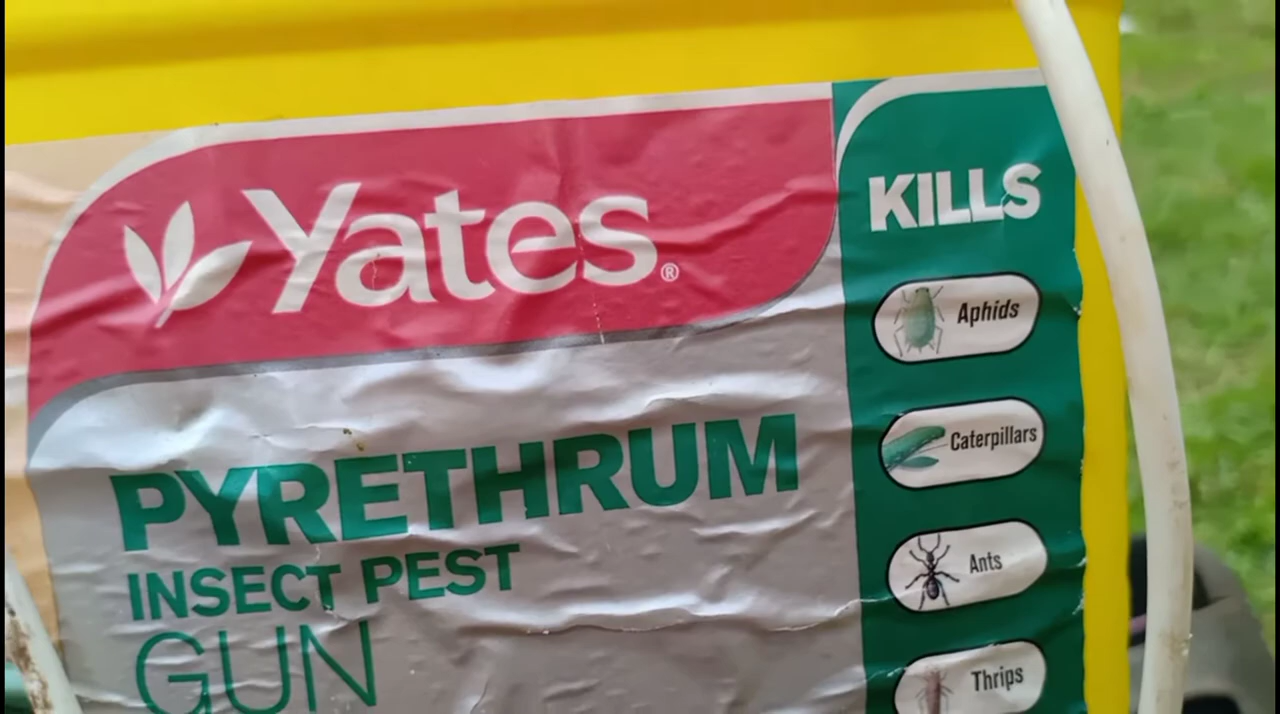 Yates®
PYRETHRUM
INSECT PEST
GUN
KILLS
Aphids
Caterpillars
Ants
Thrips